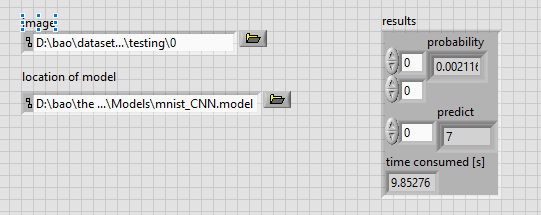 image
D:\bao\dataset...\testing\0
location of model
D:\bao\the ...\Models\mnist_CNN.model
results
probability
0
0.002116
0
predict
0
7
time consumed [s]
9.85276